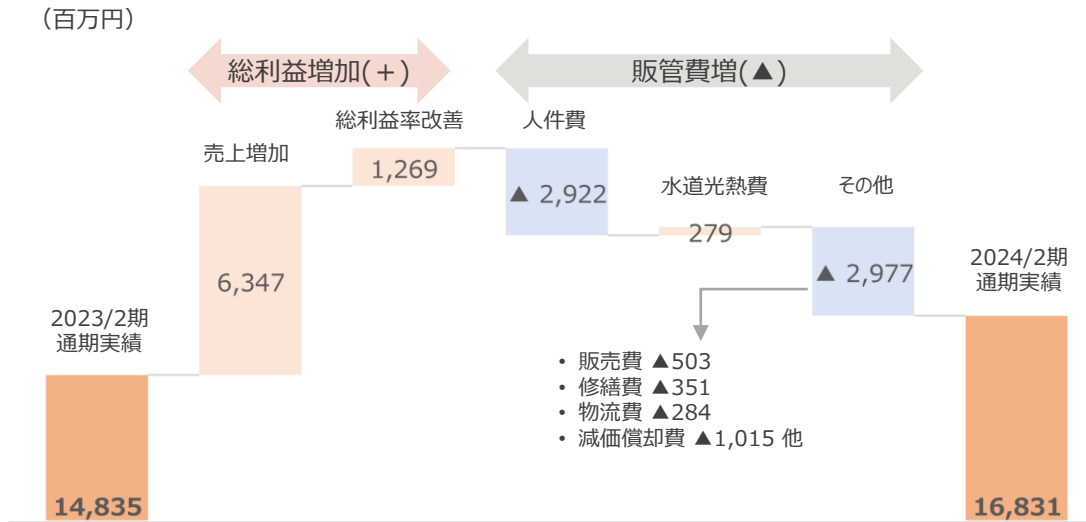 （百万円）
総利益増加(＋)
販管費増(▲)
総利益率改善
人件費
売上増加
1,269
▲ 2,922
水道光熱費
その他
279
6,347
▲ 2,977
2024/2期
通期実績
2023/2期
通期実績
• 販売費 ▲503
• 修繕費 ▲351
• 物流費 ▲284
• 減価償却費 ▲1,015 他
14,835
16,831